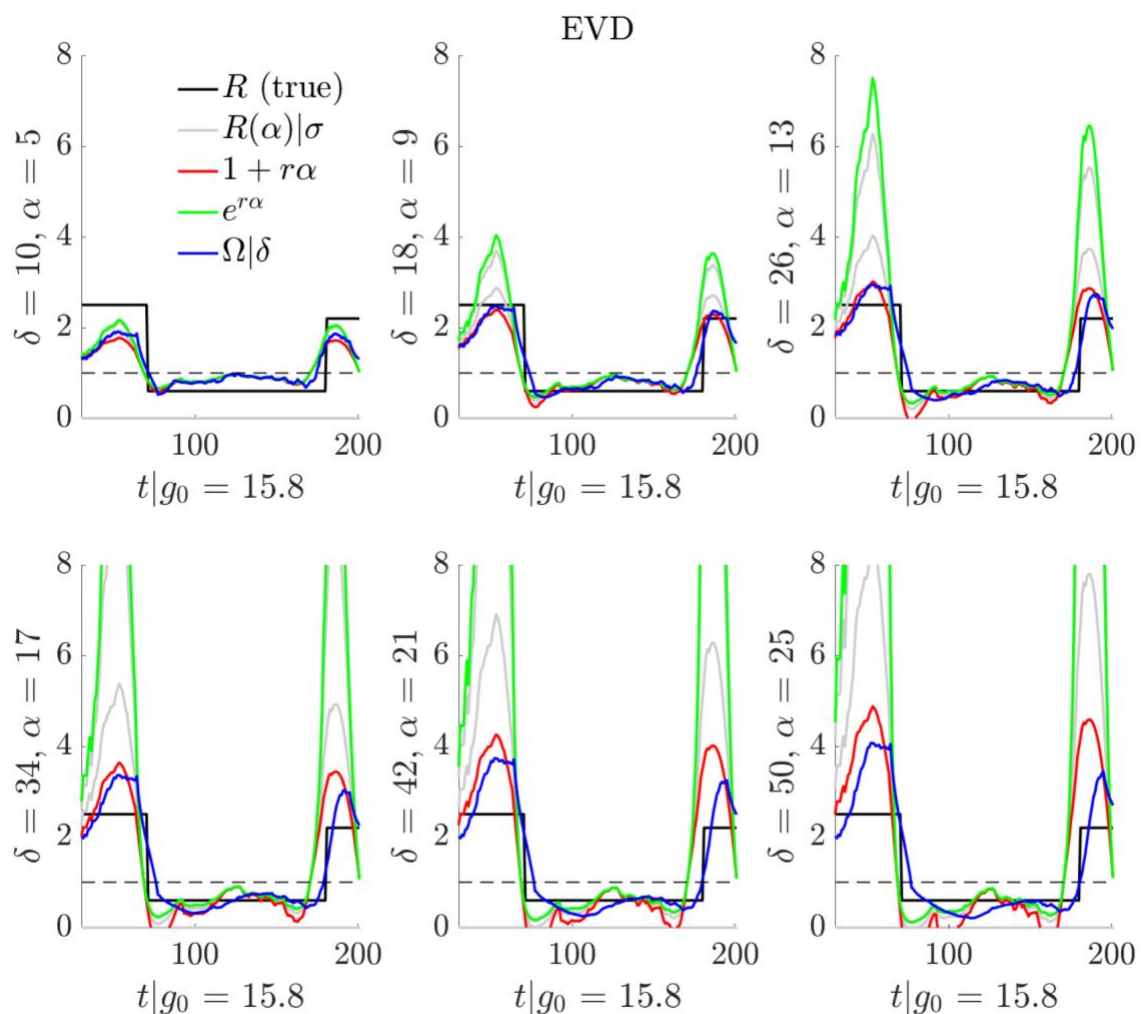 EVD
δ = 10, α = 5
8
6
4
2
0
R (true)
R(α)|σ
1 + rα
e^{rα}
Ω|δ
100
200
t|g₀ = 15.8
δ = 18, α = 9
8
6
4
2
0
100
200
t|g₀ = 15.8
δ = 26, α = 13
8
6
4
2
0
100
200
t|g₀ = 15.8
δ = 34, α = 17
8
6
4
2
0
100
200
t|g₀ = 15.8
δ = 42, α = 21
8
6
4
2
0
100
200
t|g₀ = 15.8
δ = 50, α = 25
8
6
4
2
0
100
200
t|g₀ = 15.8